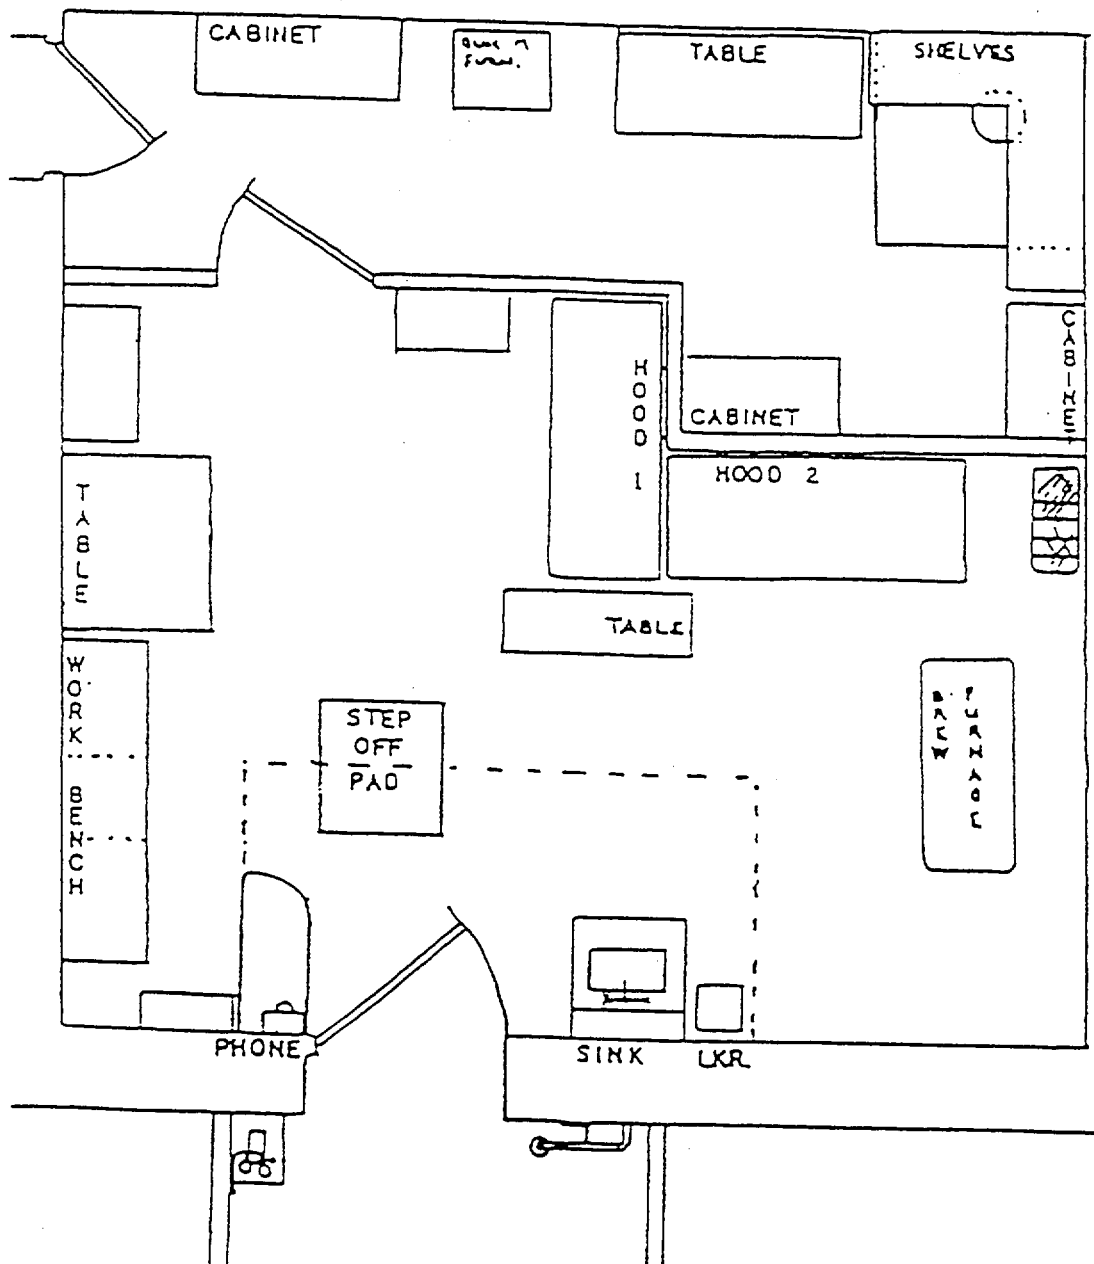 CABINET
TABLE
SHELVES
CABINET
HOOD 1
CABINET
HOOD 2
TABLE
TABLE
WORK BENCH
STEP
OFF
PAD
BREW
FURNACE
PHONE
SINK
LKR